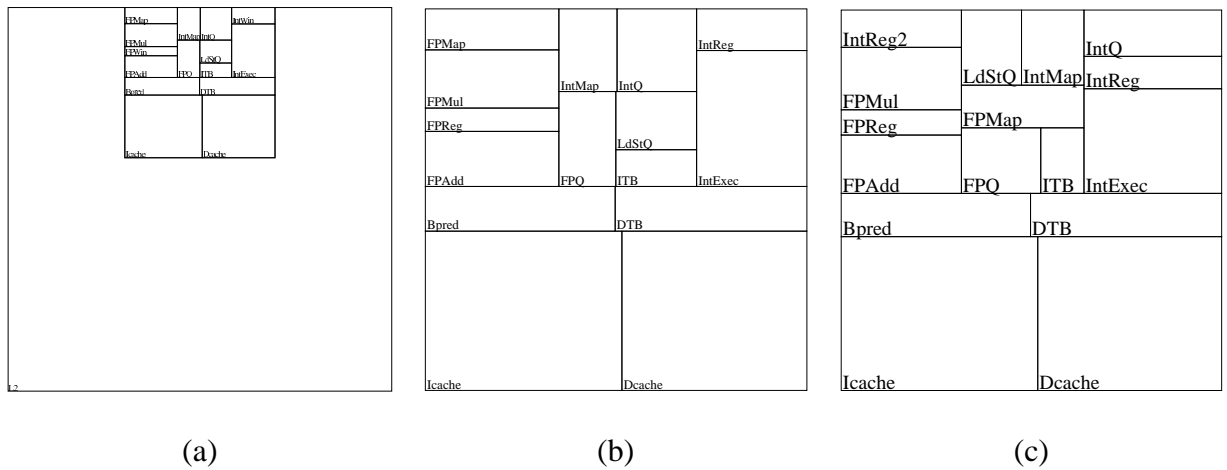 FPMap
IntWin
IntMap
IntQ
FPMul
FPWin
LdStQ
FPAdd
FPQ
ITB
IntExec
Bpred
DTB
Icache
Dcache
L2
(a)
FPMap
IntReg
IntMap
IntQ
FPMul
FPReg
LdStQ
FPAdd
FPQ
ITB
IntExec
Bpred
DTB
Icache
Dcache
(b)
IntReg2
IntQ
LdStQ
IntMap
IntReg
FPMul
FPMap
FPReg
FPAdd
FPQ
ITB
IntExec
Bpred
DTB
Icache
Dcache
(c)